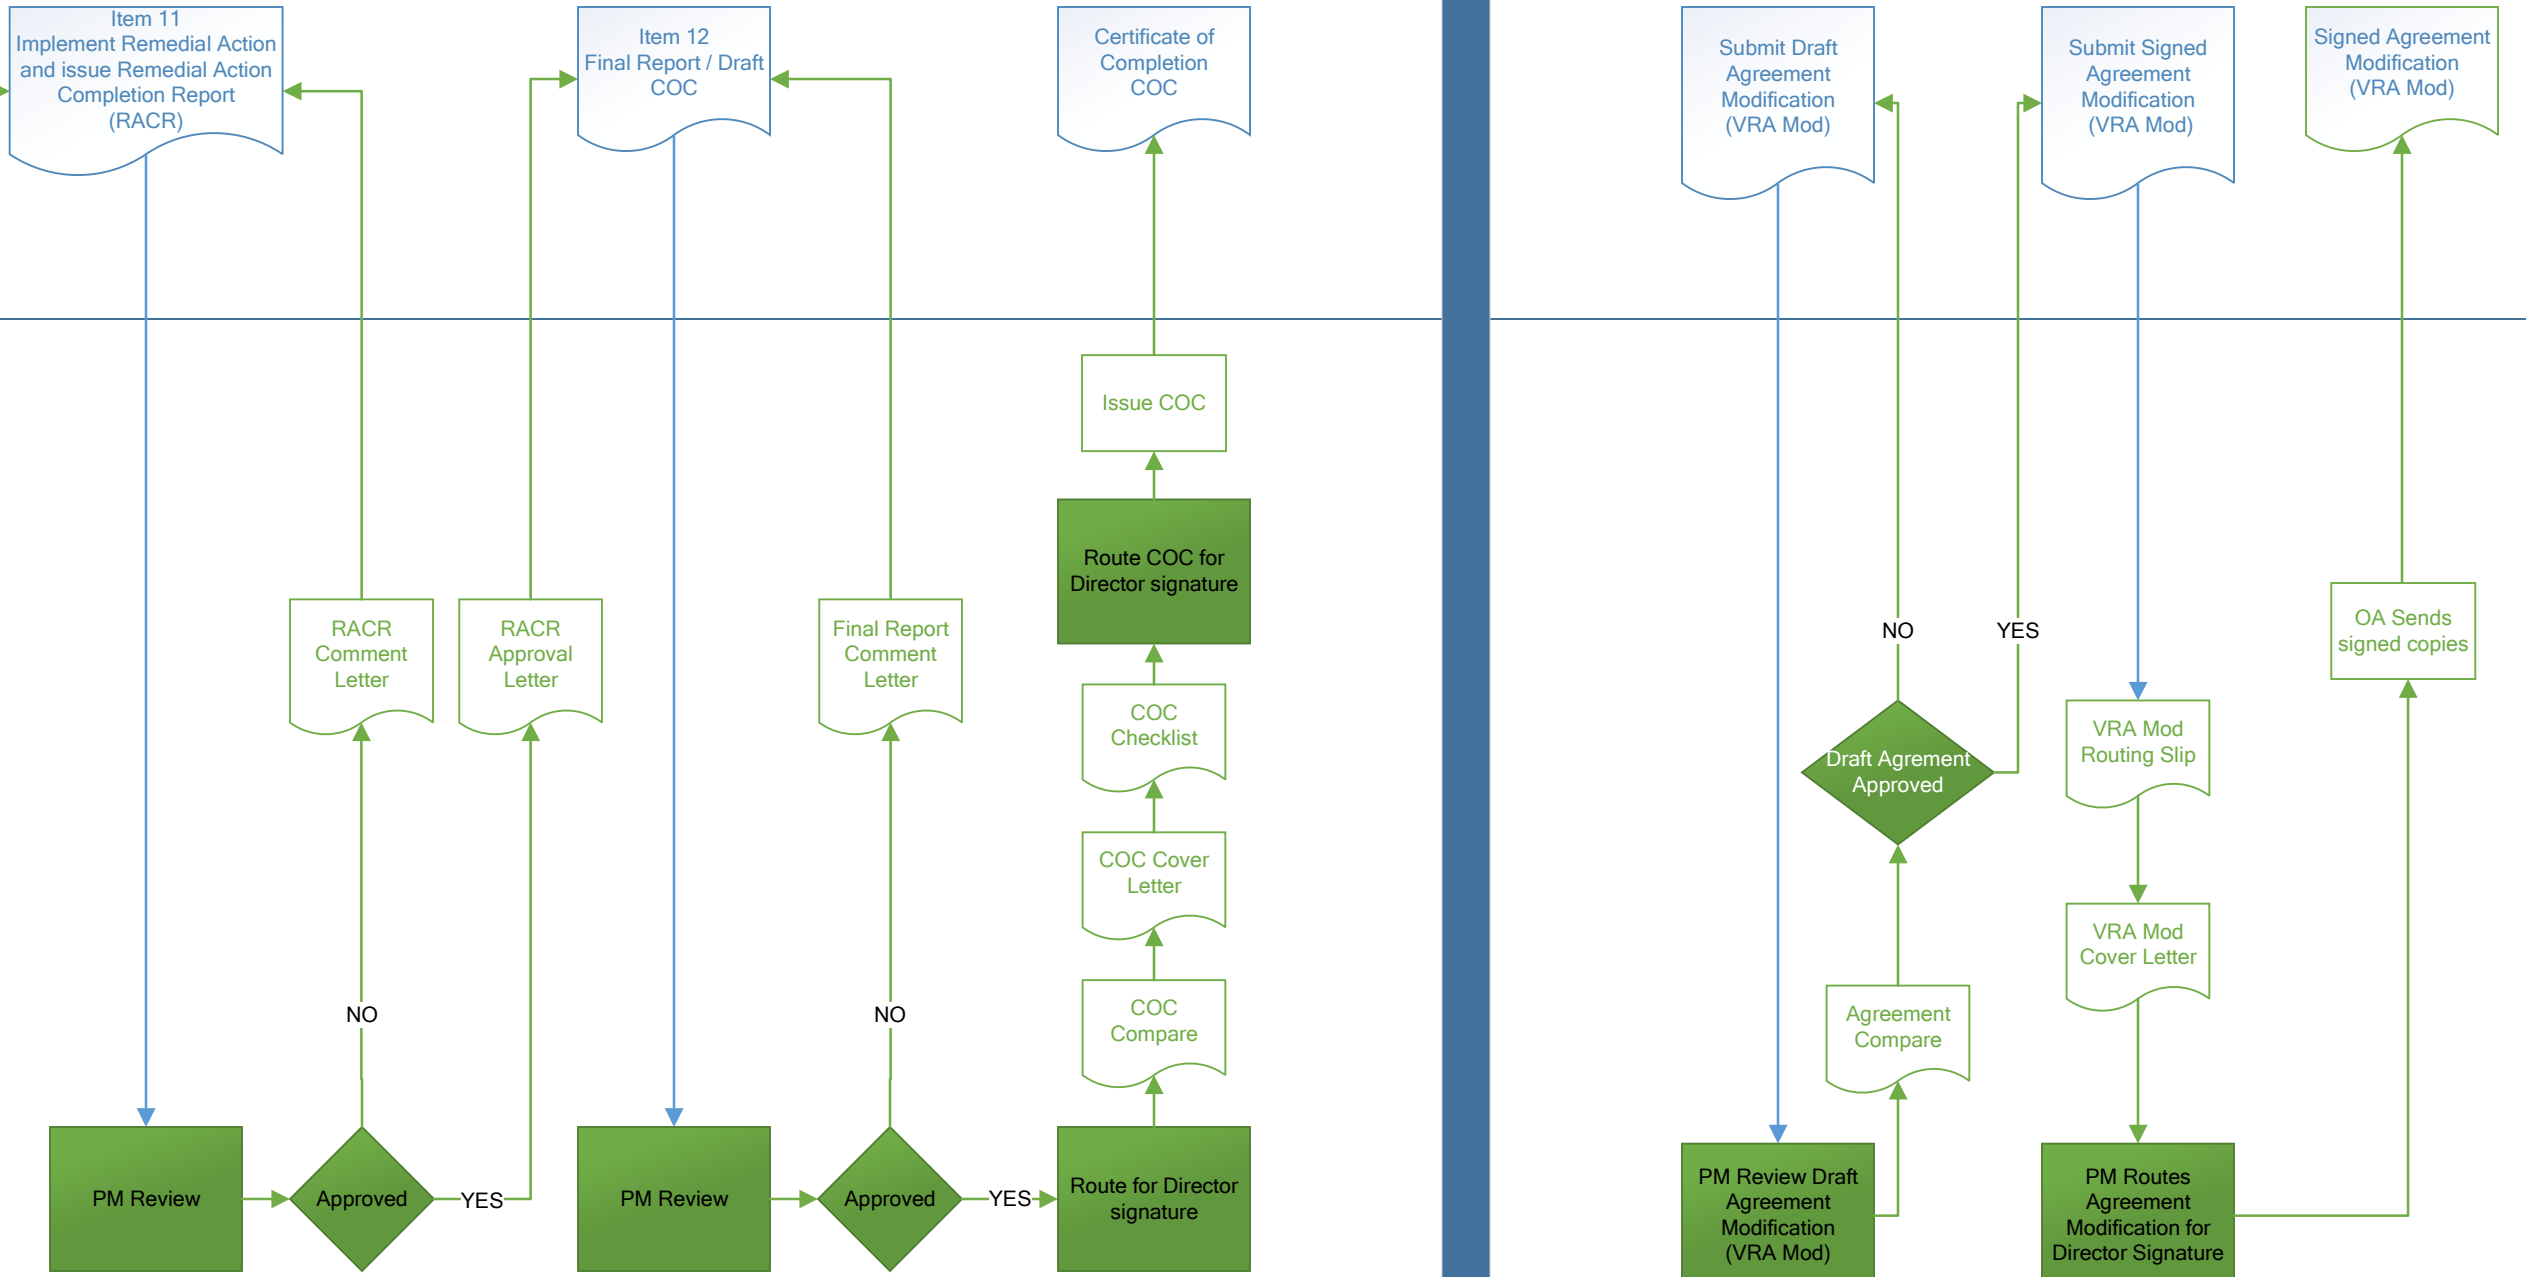 Item 11
Implement Remedial Action
and issue Remedial Action
Completion Report
(RACR)
Item 12
Final Report / Draft
COC
Certificate of
Completion
COC
Submit Draft
Agreement
Modification
(VRA Mod)
Submit Signed
Agreement
Modification
(VRA Mod)
Signed Agreement
Modification
(VRA Mod)
Issue COC
Route COC for
Director signature
RACR
Comment
Letter
RACR
Approval
Letter
Final Report
Comment
Letter
COC
Checklist
COC Cover
Letter
COC
Compare
NO
NO
PM Review
Approved
YES
PM Review
Approved
YES
Route for Director
signature
NO
YES
OA Sends
signed copies
Draft Agrement
Approved
VRA Mod
Routing Slip
VRA Mod
Cover Letter
Agreement
Compare
PM Review Draft
Agreement
Modification
(VRA Mod)
PM Routes
Agreement
Modification for
Director Signature